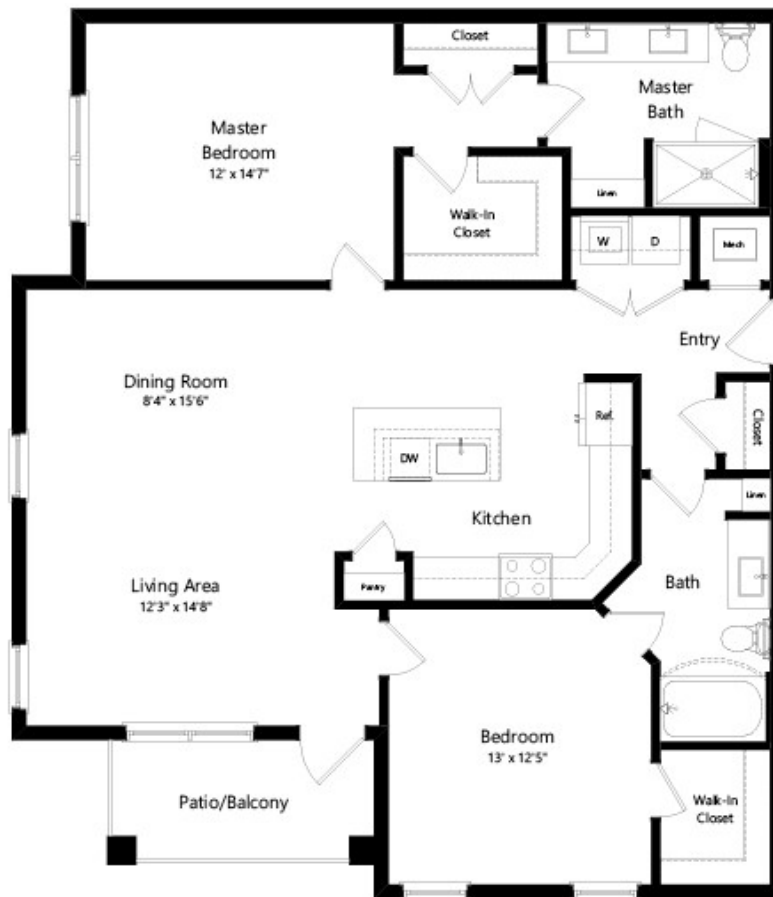 Closet
Master
Bath
Master
Bedroom
12' x 14'7"
Linen
Walk-In
Closet
W
D
Mech
Entry
Dining Room
8'4" x 15'6"
Ref.
Closet
DW
Linen
Kitchen
Living Area
12'3" x 14'8"
Pantry
Bath
Bedroom
13' x 12'5"
Patio/Balcony
Walk-In
Closet